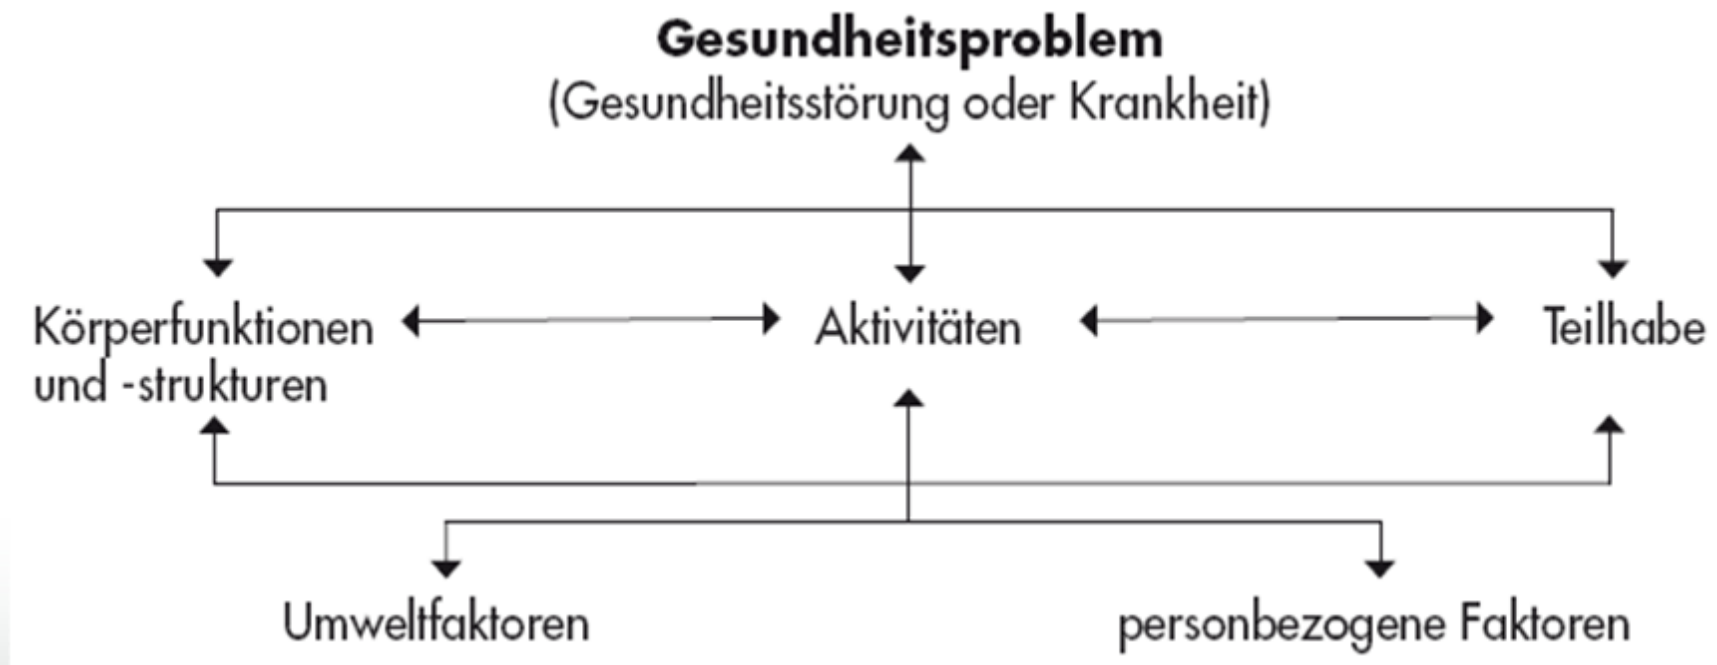 Gesundheitsproblem
(Gesundheitsstörung oder Krankheit)
Körperfunktionen
und -strukturen
Aktivitäten
Teilhabe
Umweltfaktoren
personbezogene Faktoren